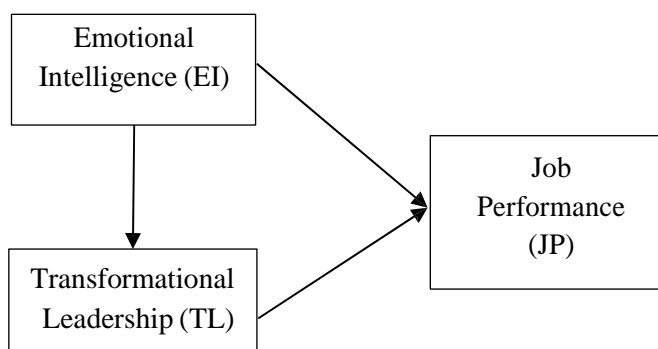 Emotional
Intelligence (EI)
Job
Performance
(JP)
Transformational
Leadership (TL)